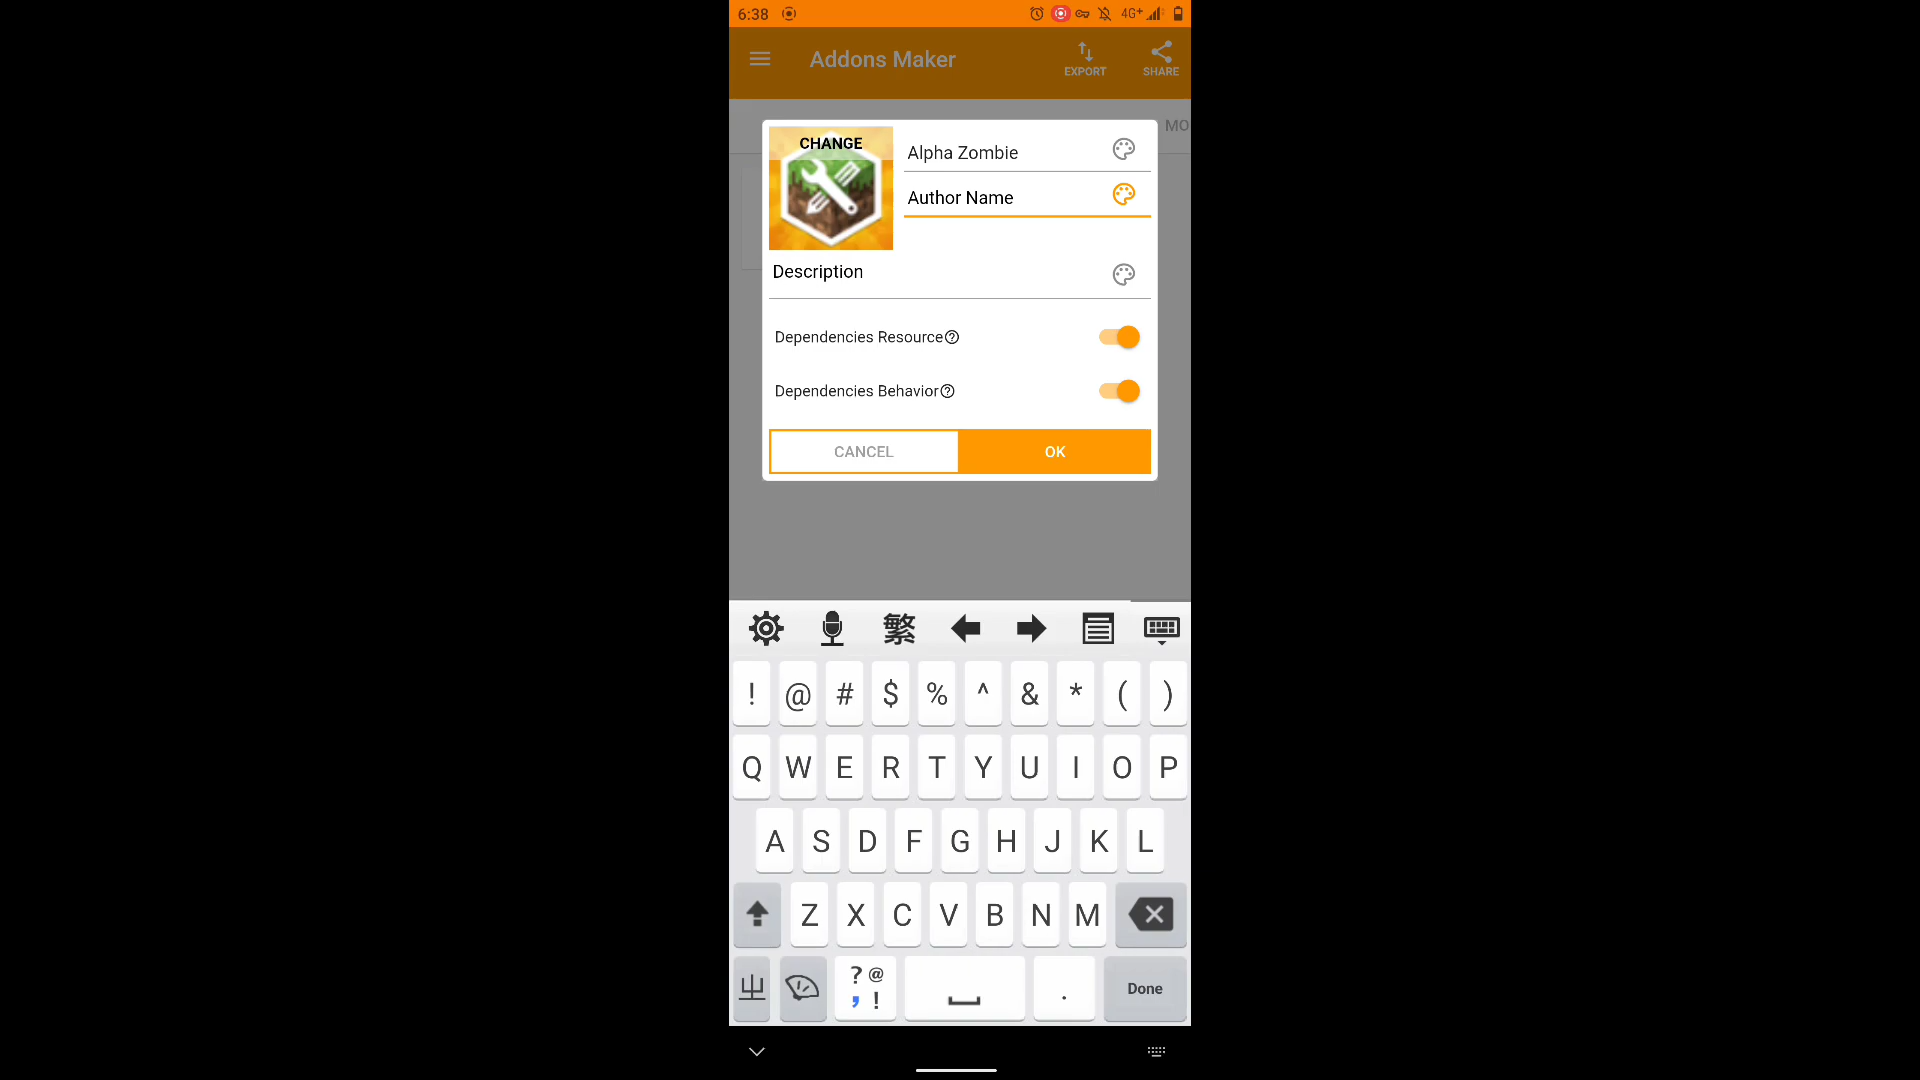 6:38
4G+
Addons Maker
EXPORT
SHARE
MO
CHANGE
Alpha Zombie
Author Name
Description
Dependencies Resource
Dependencies Behavior
CANCEL
OK
繁
! @ # $ % ^ & * ( )
Q W E R T Y U I O P
A S D F G H J K L
Z X C V B N M
? @
, !
.
Done